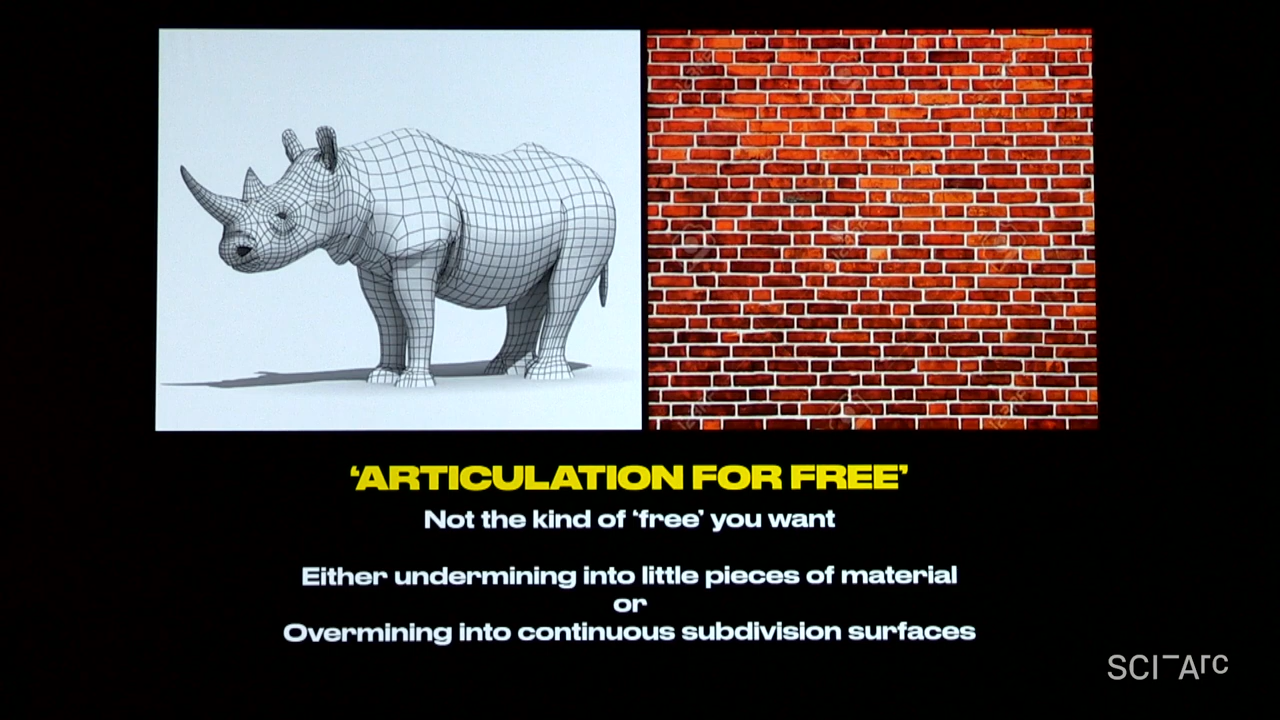 ‘ARTICULATION FOR FREE’
Not the kind of ‘free’ you want
Either undermining into little pieces of material
or
Overmining into continuous subdivision surfaces
SCI-Arc